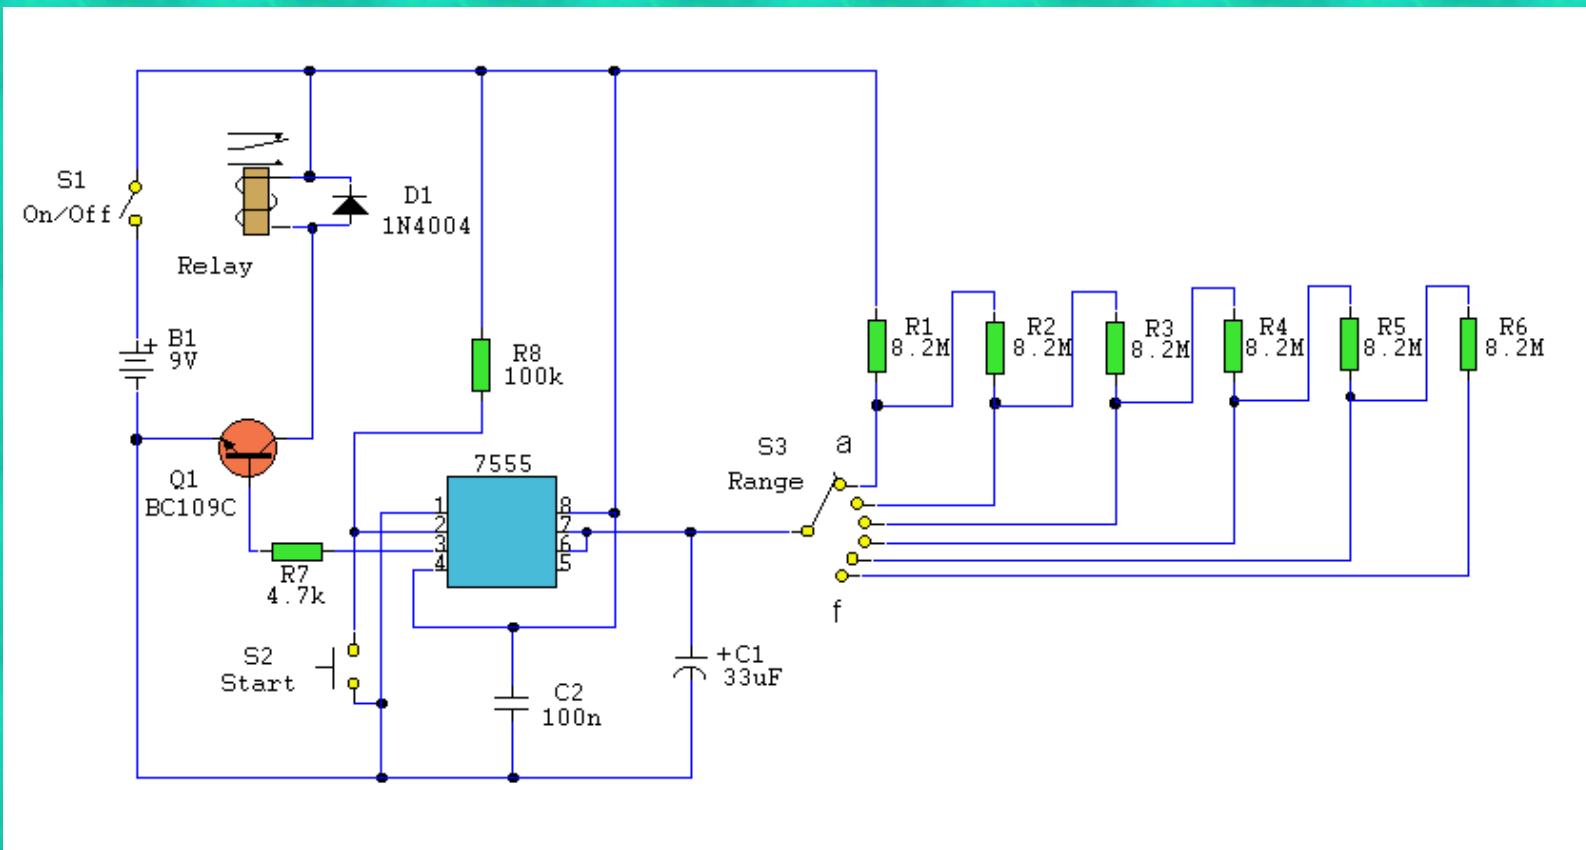 S1
On/Off
D1
1N4004
Relay
+
B1
9V
R8
100k
R1
8.2M
R2
8.2M
R3
8.2M
R4
8.2M
R5
8.2M
R6
8.2M
S3
Range
a
f
Q1
BC109C
7555
1
2
3
4
8
7
6
5
R7
4.7k
S2
Start
C2
100n
+C1
33uF